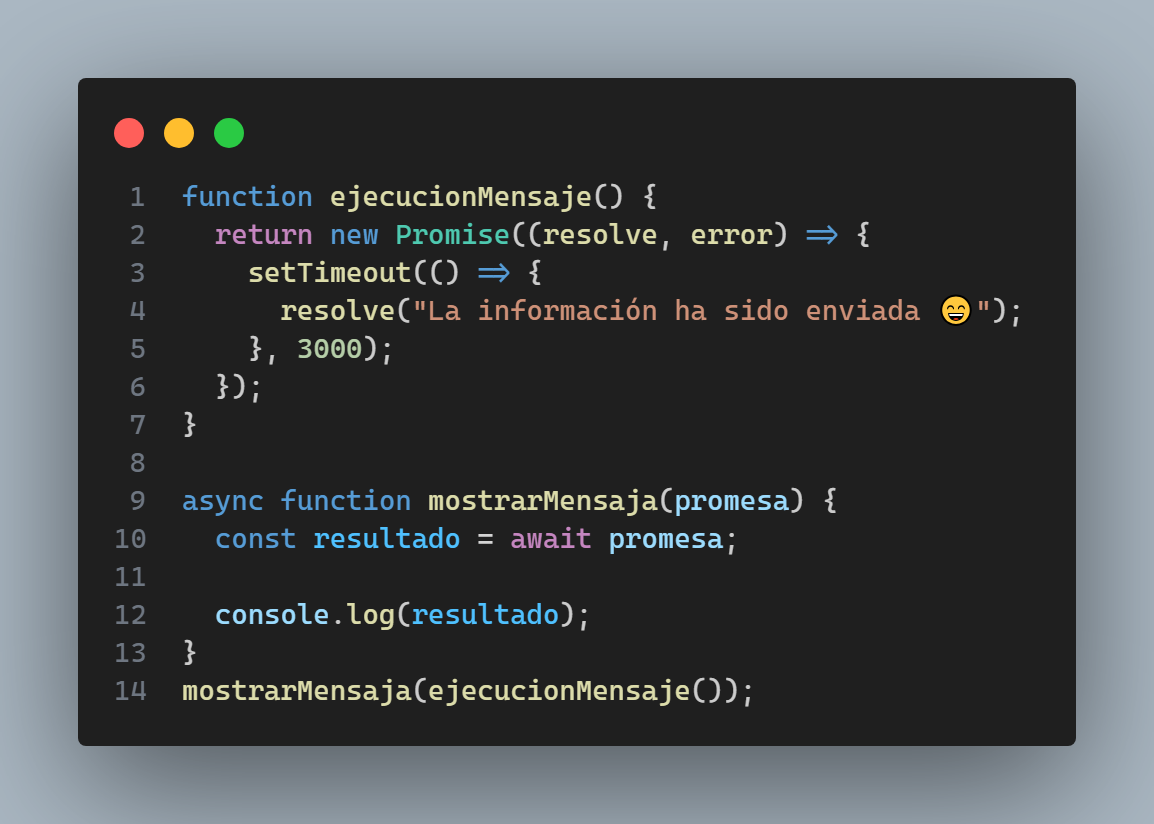 1 function ejecucionMensaje() {
2   return new Promise((resolve, error) => {
3     setTimeout(() => {
4       resolve("La información ha sido enviada 😄");
5     }, 3000);
6   });
7 }
8
9 async function mostrarMensaja(promesa) {
10   const resultado = await promesa;
11
12   console.log(resultado);
13 }
14 mostrarMensaja(ejecucionMensaje());